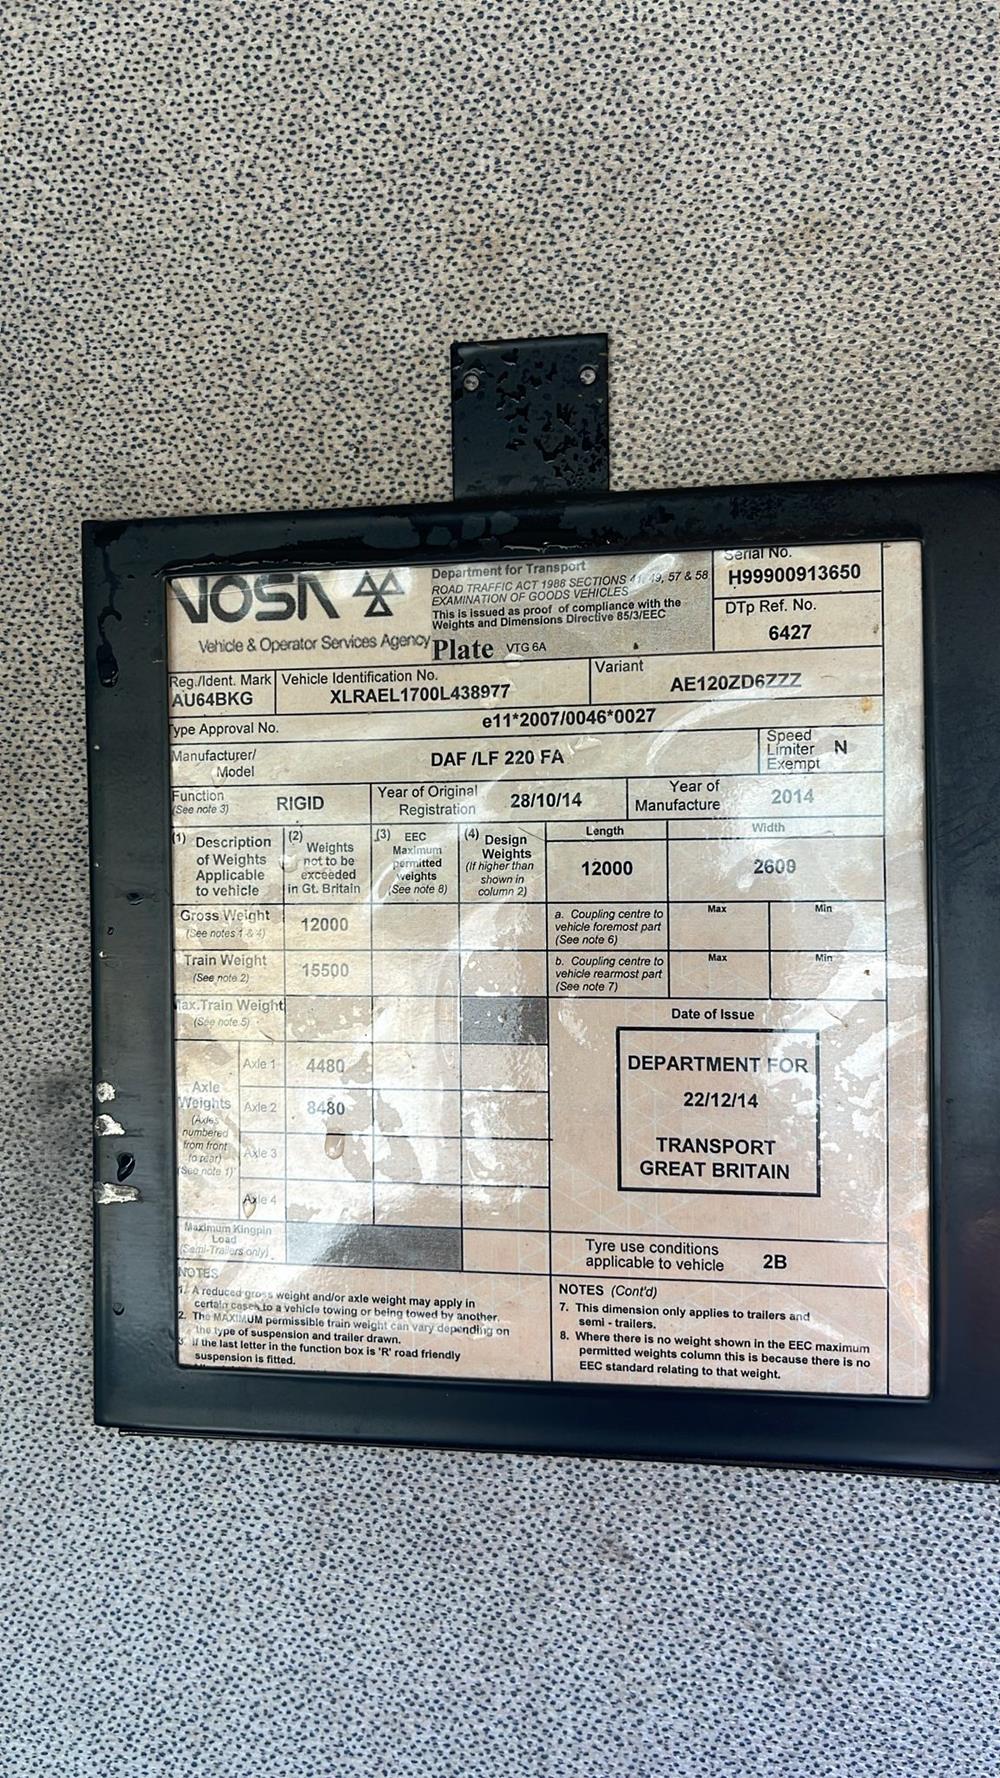 VOSA
Vehicle & Operator Services Agency
Department for Transport
ROAD TRAFFIC ACT 1988 SECTIONS 41, 49, 57 & 58
EXAMINATION OF GOODS VEHICLES
This is issued as proof of compliance with the
Weights and Dimensions Directive 85/3/EEC
Plate VTG 6A
Serial No.
H99900913650
DTp Ref. No.
6427
Reg./Ident. Mark
AU64BKG
Vehicle Identification No.
XLRAEL1700L438977
Variant
AE120ZD6ZZZ
Type Approval No.
e11*2007/0046*0027
Manufacturer/
Model
DAF /LF 220 FA
Speed
Limiter
Exempt
N
Function
(See note 3)
RIGID
Year of Original
Registration
28/10/14
Year of
Manufacture
2014
(1) Description
of Weights
Applicable
to vehicle
(2) Weights
not to be
exceeded
in Gt. Britain
(3) EEC
Maximum
permitted
weights
(See note 8)
(4) Design
Weights
(If higher than
shown in
column 2)
Length
12000
Width
2600
Gross Weight
(See notes 1 & 4)
12000
a. Coupling centre to
vehicle foremost part
(See note 6)
Max
Min
Train Weight
(See note 2)
15500
b. Coupling centre to
vehicle rearmost part
(See note 7)
Max
Min
Max.Train Weight
(See note 5)
Axle
Weights
(Axles
numbered
from front
to rear)
(See note 1)
Axle 1
4480
Axle 2
8480
Axle 3
Axle 4
Date of Issue
DEPARTMENT FOR
22/12/14
TRANSPORT
GREAT BRITAIN
Maximum Kingpin
Load
(Semi-Trailers only)
Tyre use conditions
applicable to vehicle
2B
NOTES
1. A reduced gross weight and/or axle weight may apply in
certain cases to a vehicle towing or being towed by another.
2. The MAXIMUM permissible train weight can vary depending on
the type of suspension and trailer drawn.
3. If the last letter in the function box is 'R' road friendly
suspension is fitted.
NOTES (Cont'd)
7. This dimension only applies to trailers and
semi - trailers.
8. Where there is no weight shown in the EEC maximum
permitted weights column this is because there is no
EEC standard relating to that weight.